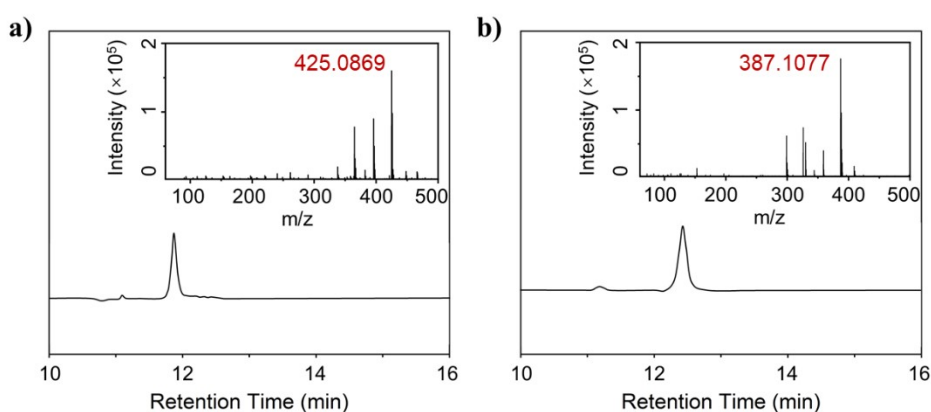 a)
425.0869
Intensity (×10⁵)
2
1
0
100 200 300 400 500
m/z
10 12 14 16
Retention Time (min)
b)
387.1077
Intensity (×10⁵)
2
1
0
100 200 300 400 500
m/z
10 12 14 16
Retention Time (min)